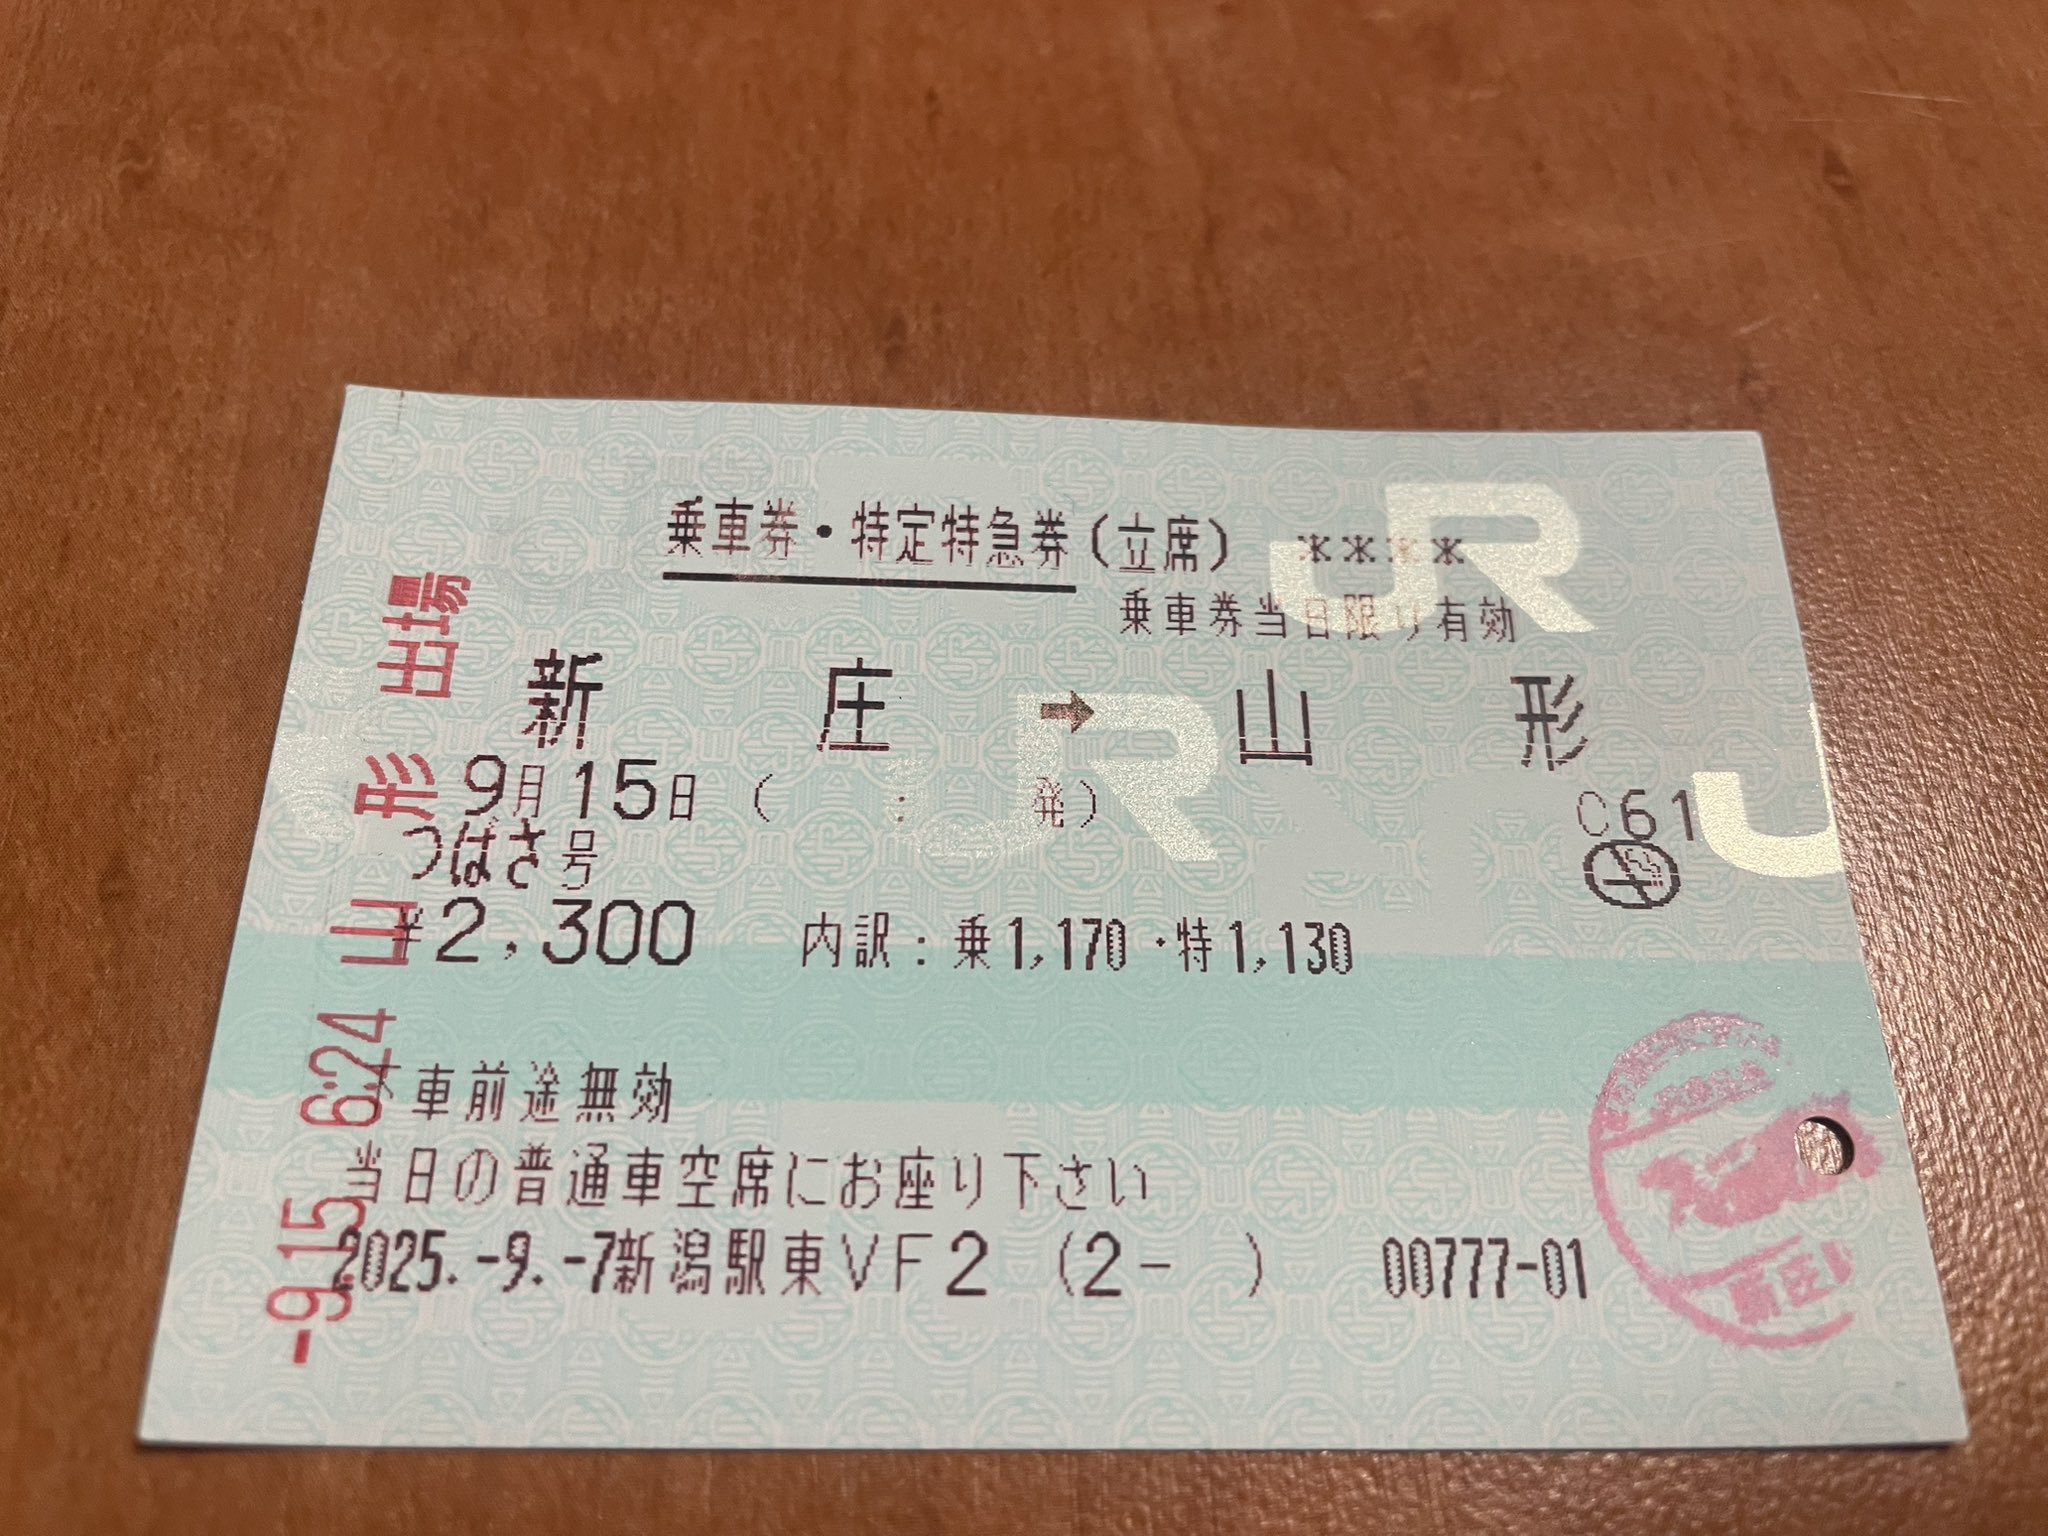 乗車券・特定特急券(立席) ****
乗車券当日限り有効
新庄→山形
9月15日( : 発) C61
つばさ号
¥2,300 内訳:乗1,170・特1,130
下車前途無効
当日の普通車空席にお座り下さい
2025.-9.-7新潟駅東VF2 (2- ) 00777-01
-9.15 6:24 山形 出場
JR
JR
新庄